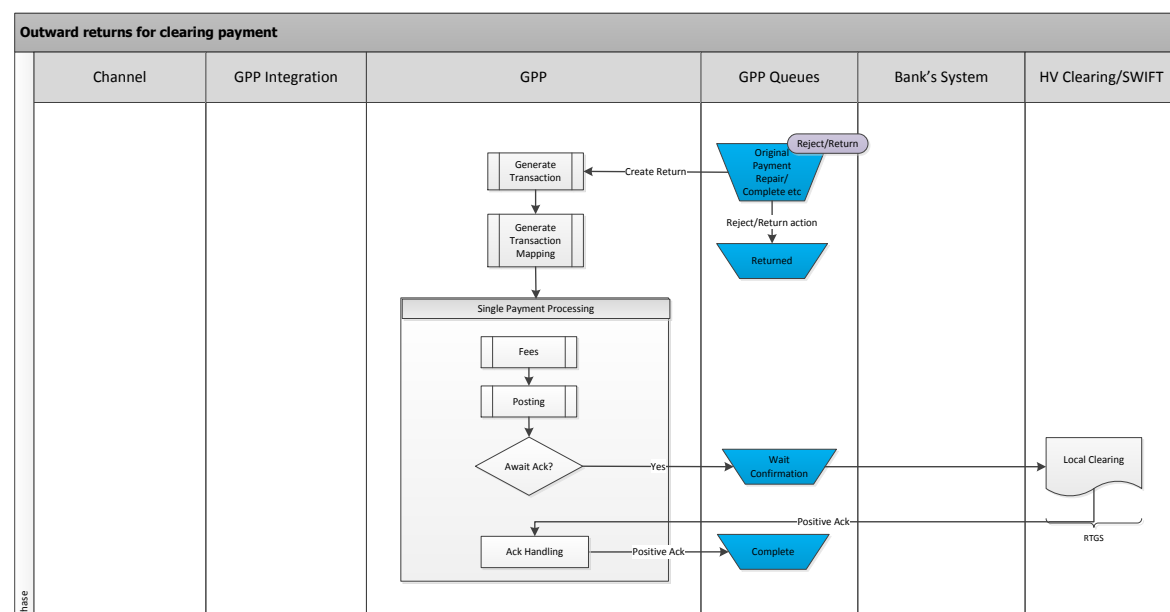 Outward returns for clearing payment
Channel
GPP Integration
GPP
GPP Queues
Bank's System
HV Clearing/SWIFT
Reject/Return
Original
Payment
Repair/
Complete etc
Create Return
Generate
Transaction
Reject/Return action
Generate
Transaction
Mapping
Returned
Single Payment Processing
Fees
Posting
Await Ack?
Yes
Wait
Confirmation
Local Clearing
Positive Ack
RTGS
Ack Handling
Positive Ack
Complete
hase